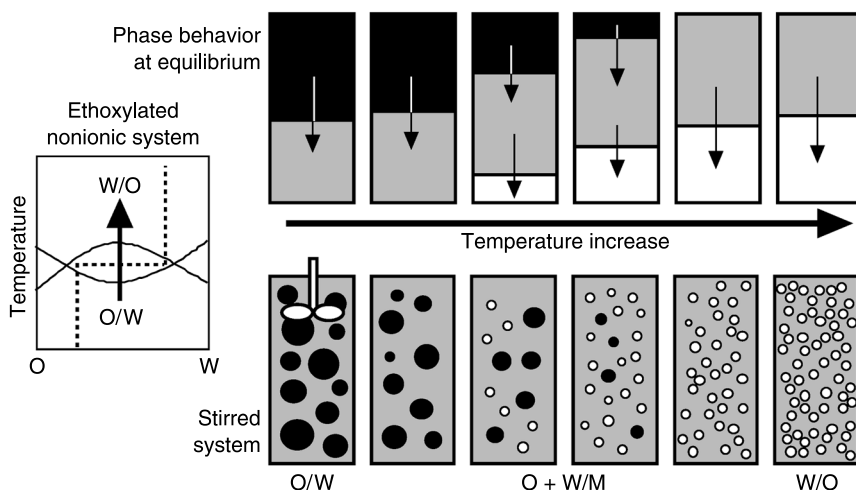 Phase behavior
at equilibrium
Ethoxylated
nonionic system
Temperature
W/O
O/W
O
W
Temperature increase
Stirred
system
O/W
O + W/M
W/O